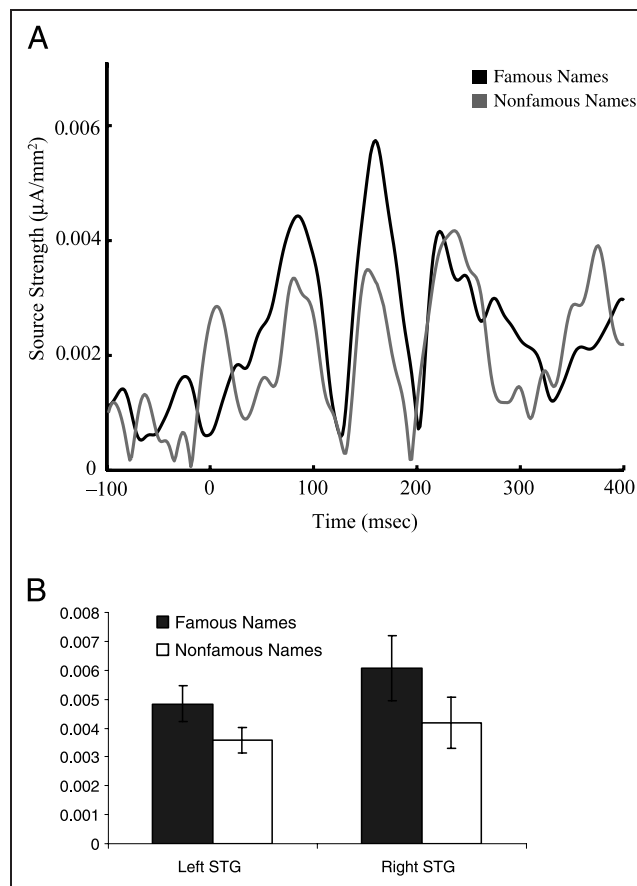 A
Famous Names
Nonfamous Names
Source Strength (µA/mm²)
0.006
0.004
0.002
0
–100
0
100
200
300
400
Time (msec)
B
0.008
0.007
0.006
0.005
0.004
0.003
0.002
0.001
0
Famous Names
Nonfamous Names
Left STG
Right STG